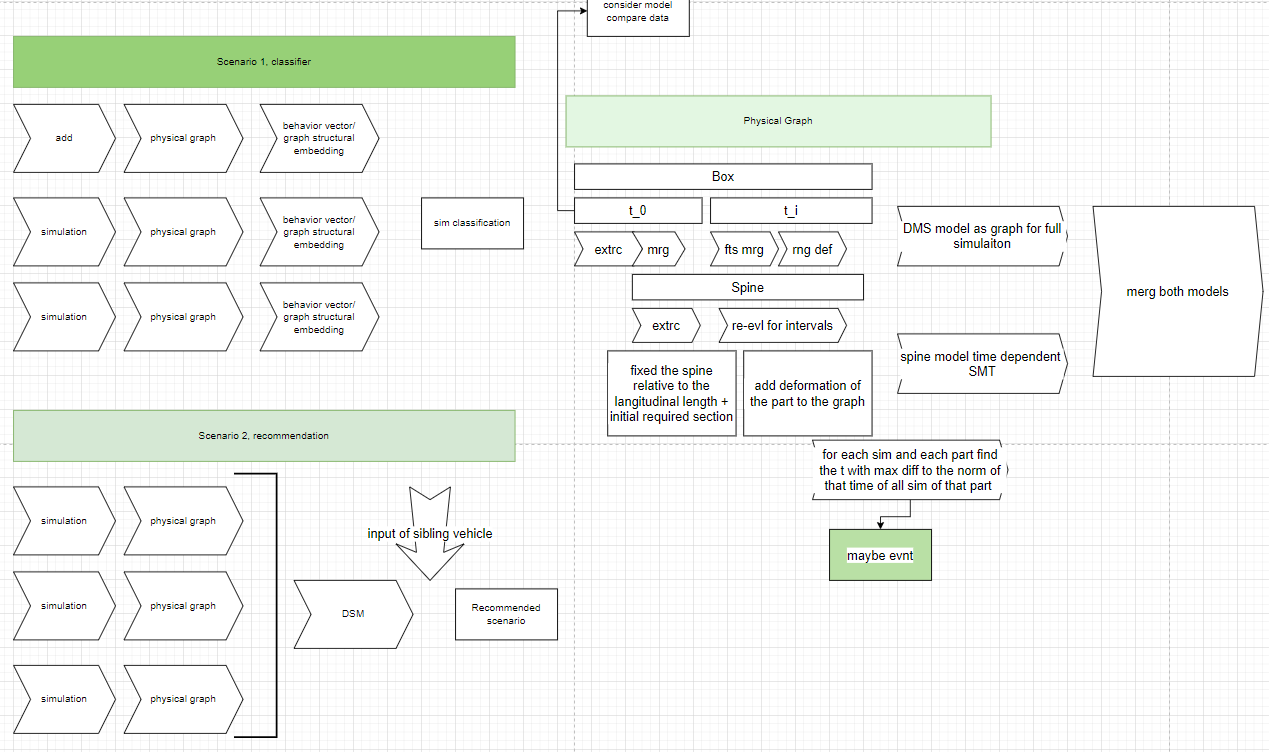 consider model
compare data
Scenario 1, classifier
add
physical graph
behavior vector/
graph structural
embedding
simulation
physical graph
behavior vector/
graph structural
embedding
sim classification
simulation
physical graph
behavior vector/
graph structural
embedding
Scenario 2, recommendation
simulation
physical graph
simulation
physical graph
simulation
physical graph
DSM
input of sibling vehicle
Recommended
scenario
Physical Graph
Box
t_0
t_i
extrc
mrg
fts mrg
rng def
Spine
extrc
re-evl for intervals
fixed the spine
relative to the
langitudinal length +
initial required section
add deformation of
the part to the graph
DMS model as graph for full
simulaiton
spine model time dependent
SMT
merg both models
for each sim and each part find
the t with max diff to the norm of
that time of all sim of that part
maybe evnt